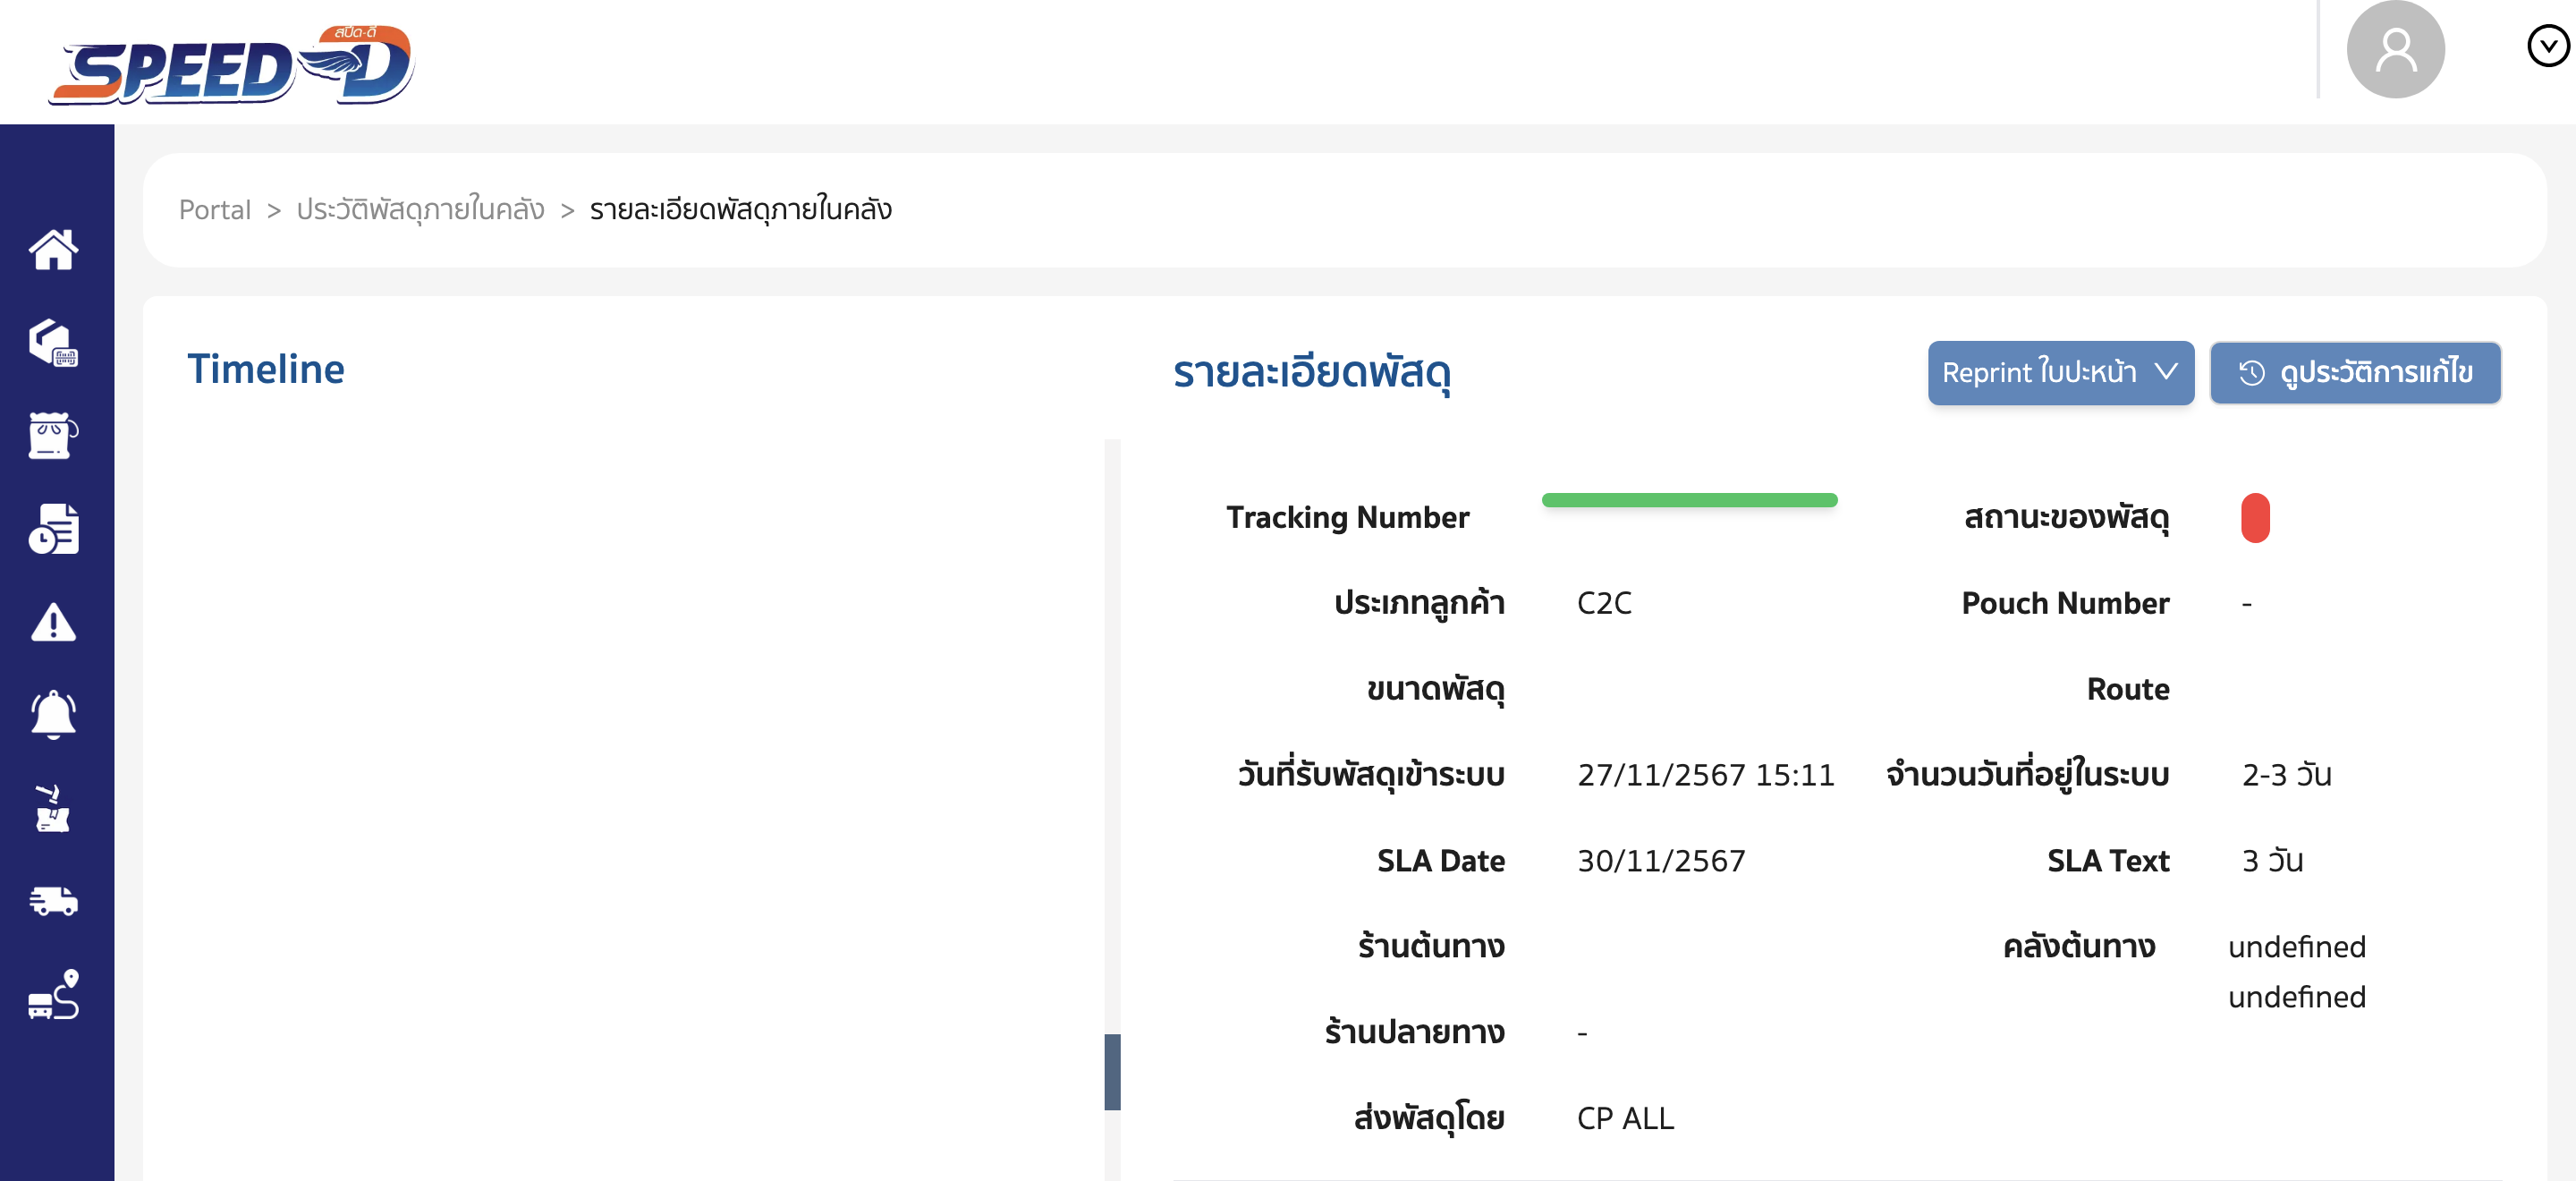 สปีด-ดี
SPEED-D
Portal > ประวัติพัสดุภายในคลัง > รายละเอียดพัสดุภายในคลัง
Timeline
รายละเอียดพัสดุ
Reprint ใบปะหน้า
ดูประวัติการแก้ไข
Tracking Number
สถานะของพัสดุ
ประเภทลูกค้า C2C
Pouch Number -
ขนาดพัสดุ
Route
วันที่รับพัสดุเข้าระบบ 27/11/2567 15:11
จำนวนวันที่อยู่ในระบบ 2-3 วัน
SLA Date 30/11/2567
SLA Text 3 วัน
ร้านต้นทาง
คลังต้นทาง undefined
undefined
ร้านปลายทาง -
ส่งพัสดุโดย CP ALL